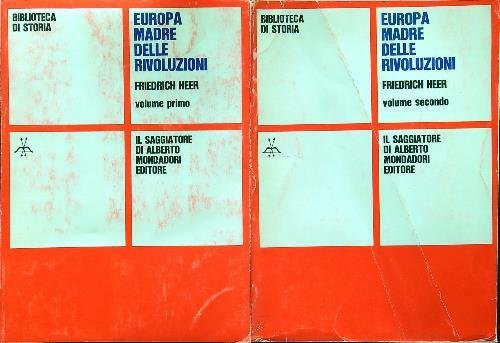 BIBLIOTECA
DI STORIA
EUROPA
MADRE
DELLE
RIVOLUZIONI
FRIEDRICH HEER
volume primo
IL SAGGIATORE
DI ALBERTO
MONDADORI
EDITORE
BIBLIOTECA
DI STORIA
EUROPA
MADRE
DELLE
RIVOLUZIONI
FRIEDRICH HEER
volume secondo
IL SAGGIATORE
DI ALBERTO
MONDADORI
EDITORE